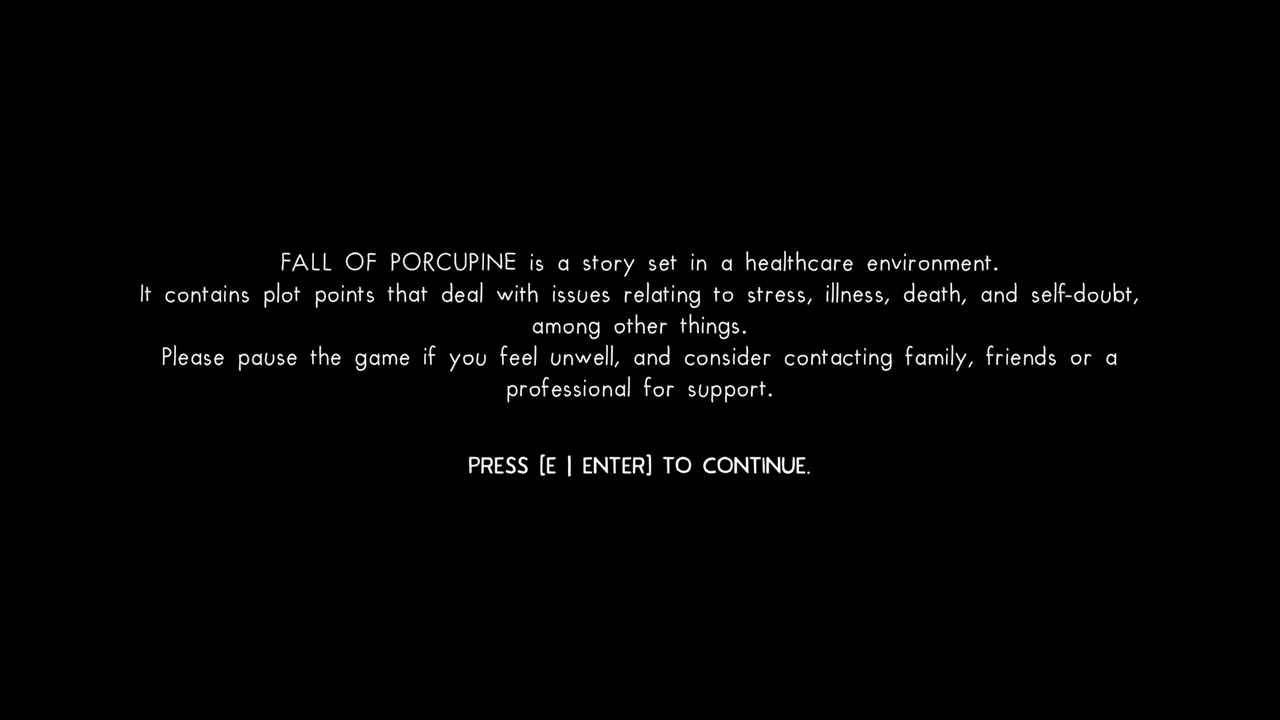 FALL OF PORCUPINE is a story set in a healthcare environment.
It contains plot points that deal with issues relating to stress, illness, death, and self-doubt,
among other things.
Please pause the game if you feel unwell, and consider contacting family, friends or a
professional for support.
PRESS [E | ENTER] TO CONTINUE.